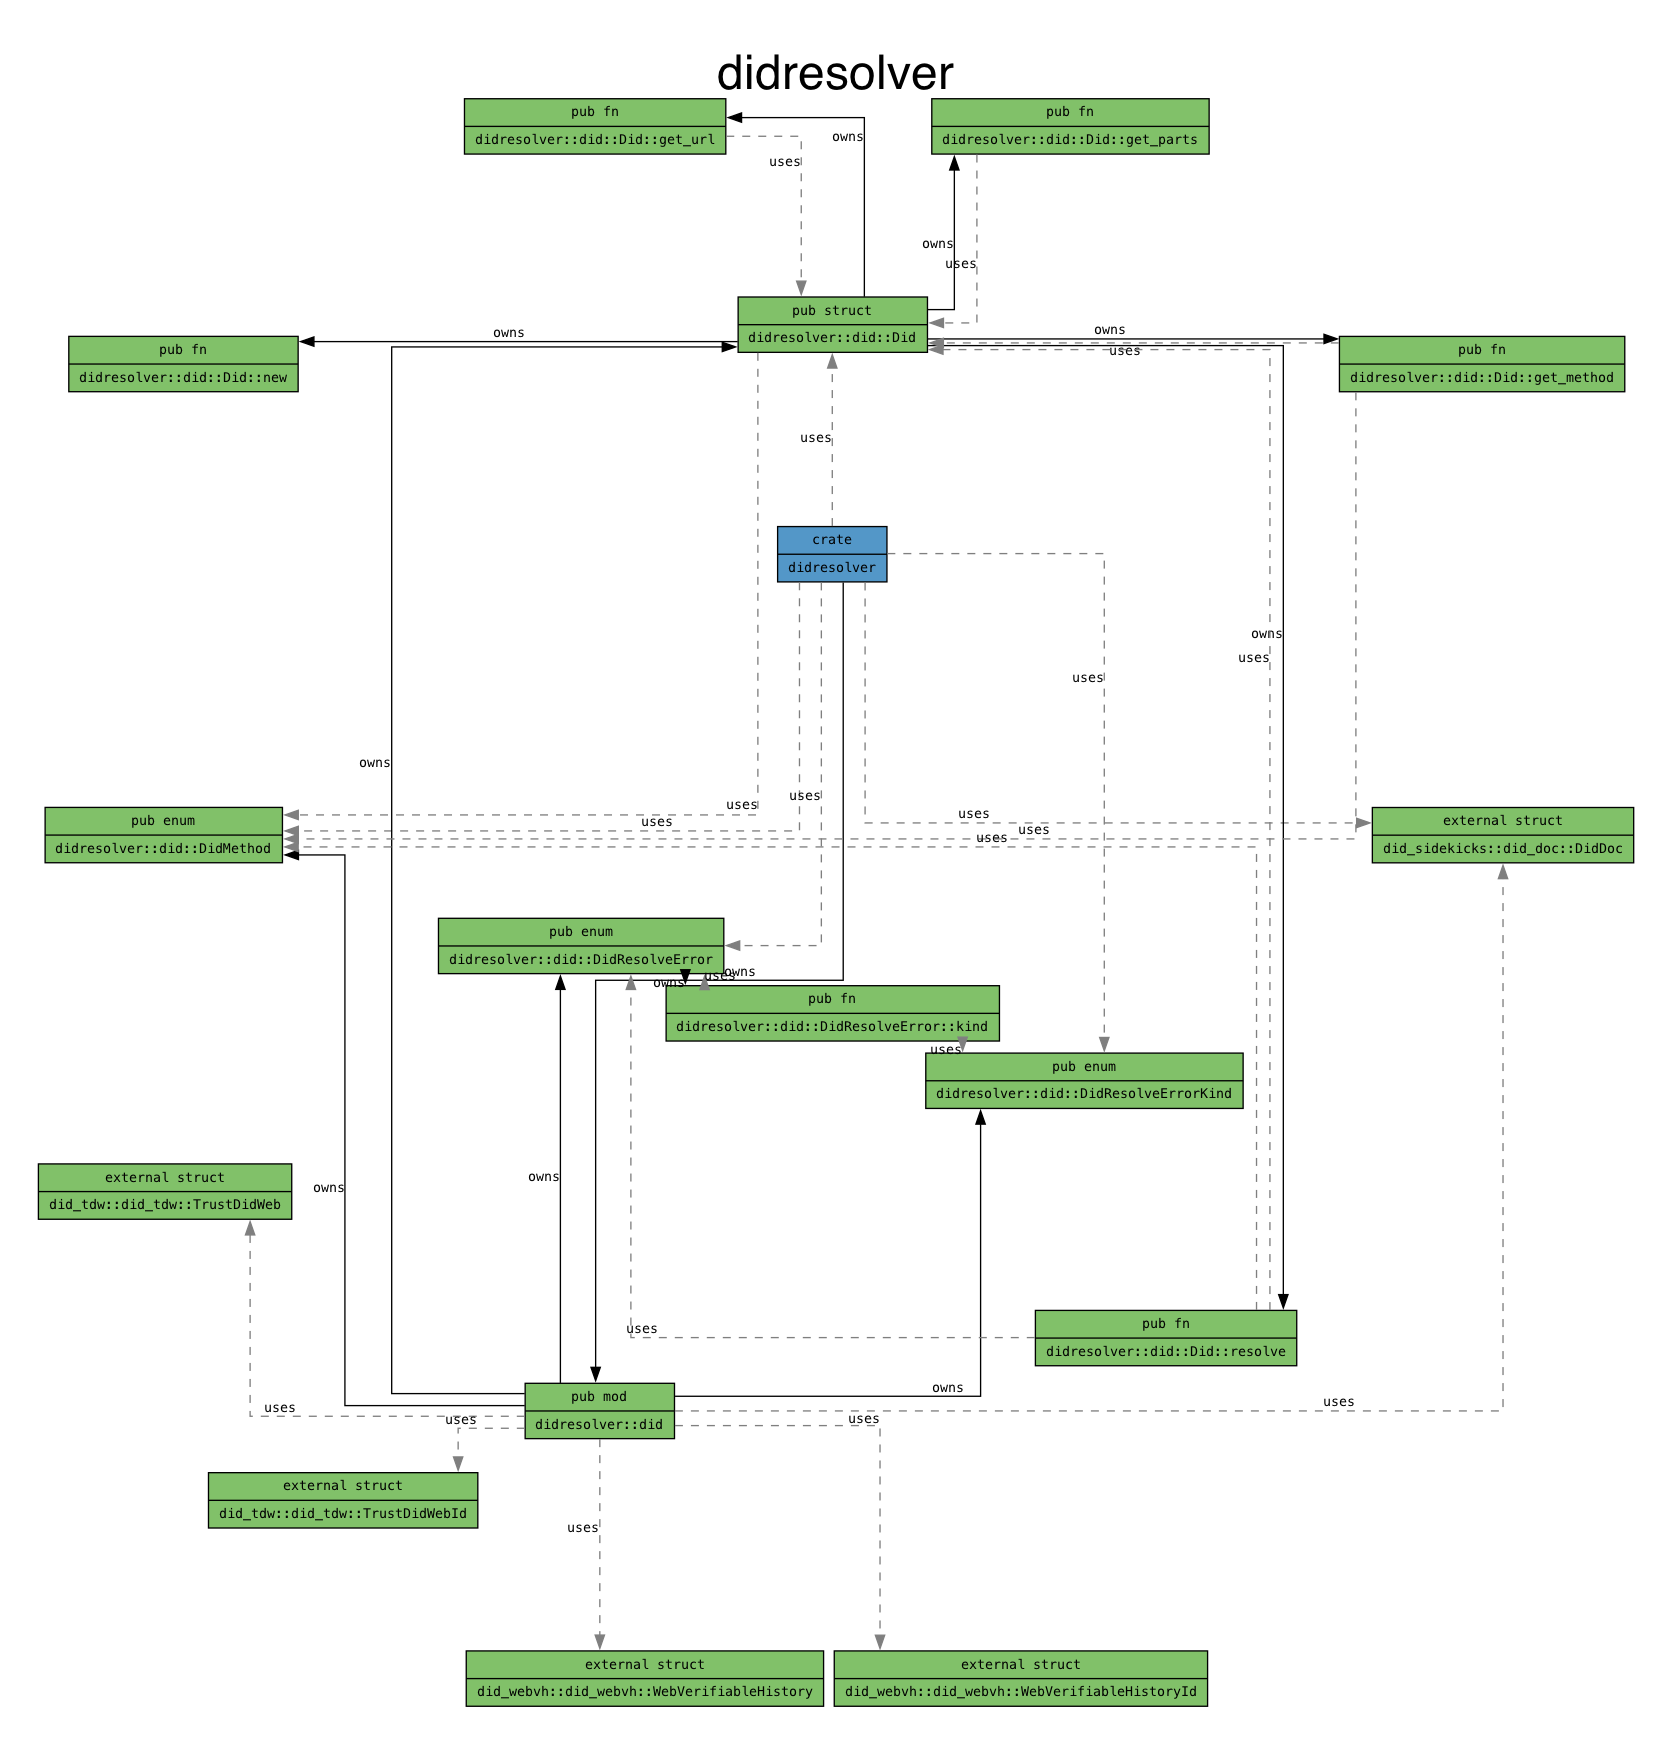 didresolver
pub fn
didresolver::did::Did::get_url
pub fn
didresolver::did::Did::get_parts
owns
uses
owns
uses
pub struct
didresolver::did::Did
owns
owns
uses
pub fn
didresolver::did::Did::new
pub fn
didresolver::did::Did::get_method
uses
crate
didresolver
owns
uses
uses
owns
uses
uses
uses
uses
uses
uses
pub enum
didresolver::did::DidMethod
external struct
did_sidekicks::did_doc::DidDoc
pub enum
didresolver::did::DidResolveError
owns
uses
owns
pub fn
didresolver::did::DidResolveError::kind
uses
pub enum
didresolver::did::DidResolveErrorKind
owns
owns
external struct
did_tdw::did_tdw::TrustDidWeb
uses
pub fn
didresolver::did::Did::resolve
owns
pub mod
didresolver::did
uses
uses
uses
uses
external struct
did_tdw::did_tdw::TrustDidWebId
uses
external struct
did_webvh::did_webvh::WebVerifiableHistory
external struct
did_webvh::did_webvh::WebVerifiableHistoryId